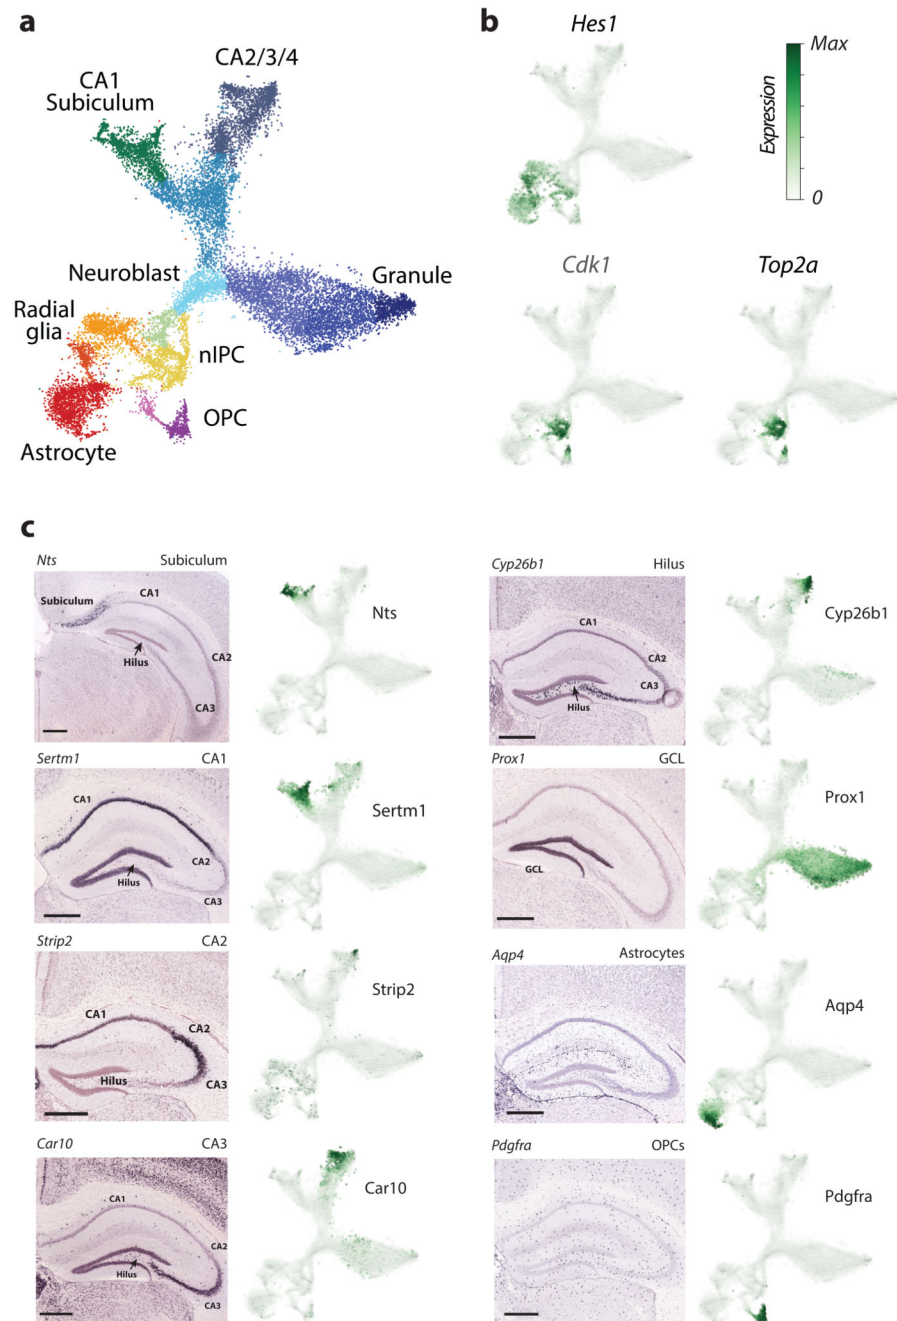 a
CA2/3/4
CA1
Subiculum
Neuroblast
Granule
Radial
glia
nIPC
OPC
Astrocyte
b
Hes1
Max
Expression
0
Cdk1
Top2a
c
Nts
Subiculum
CA1
Subiculum
Hilus
CA2
CA3
Nts
Cyp26b1
Hilus
CA1
CA2
CA3
Hilus
Cyp26b1
Sertm1
CA1
CA1
CA2
Hilus
CA3
Sertm1
Prox1
GCL
GCL
Prox1
Strip2
CA2
CA1
CA2
Hilus
CA3
Strip2
Aqp4
Astrocytes
Aqp4
Car10
CA3
CA1
CA2
Hilus
CA3
Car10
Pdgfra
OPCs
Pdgfra